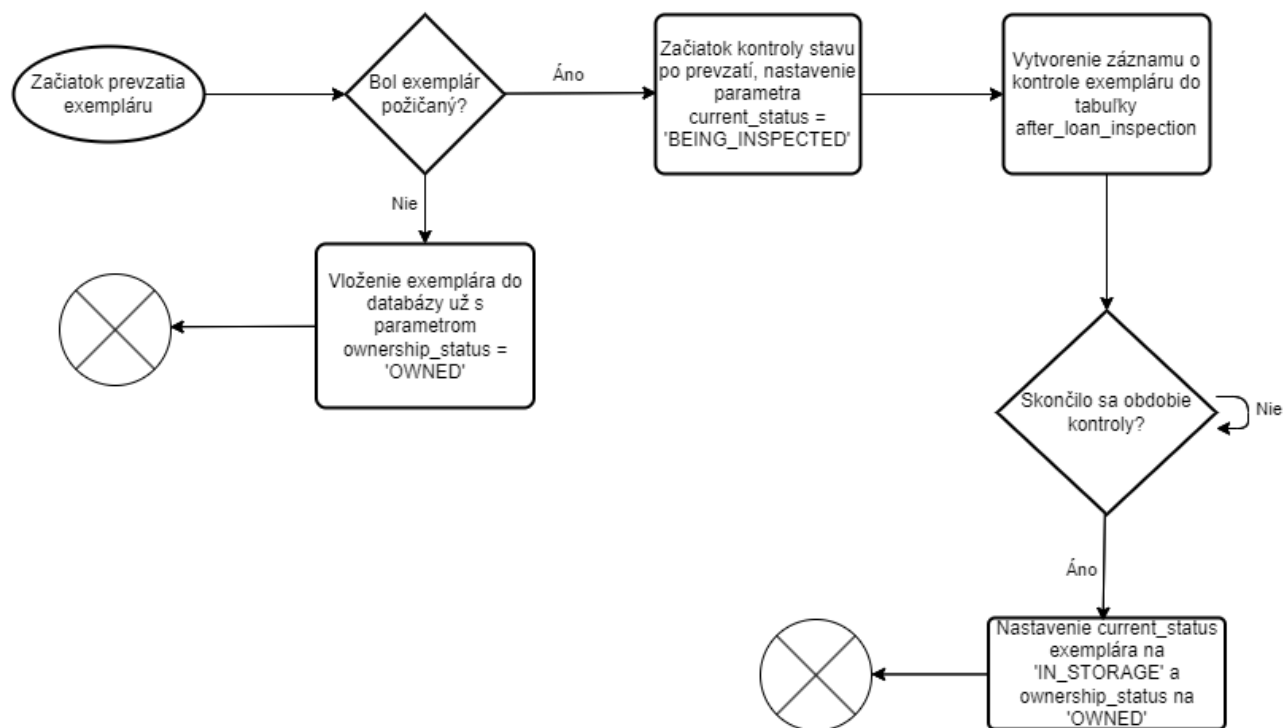 Začiatok prevzatia
exempláru
Bol exemplár
požičaný?
Áno
Začiatok kontroly stavu
po prevzatí, nastavenie
parametra
current_status =
'BEING_INSPECTED'
Vytvorenie záznamu o
kontrole exempláru do
tabuľky
after_loan_inspection
Nie
Vloženie exemplára do
databázy už s
parametrom
ownership_status =
'OWNED'
Skončilo sa obdobie
kontroly?
Nie
Áno
Nastavenie current_status
exemplára na
'IN_STORAGE' a
ownership_status na
'OWNED'